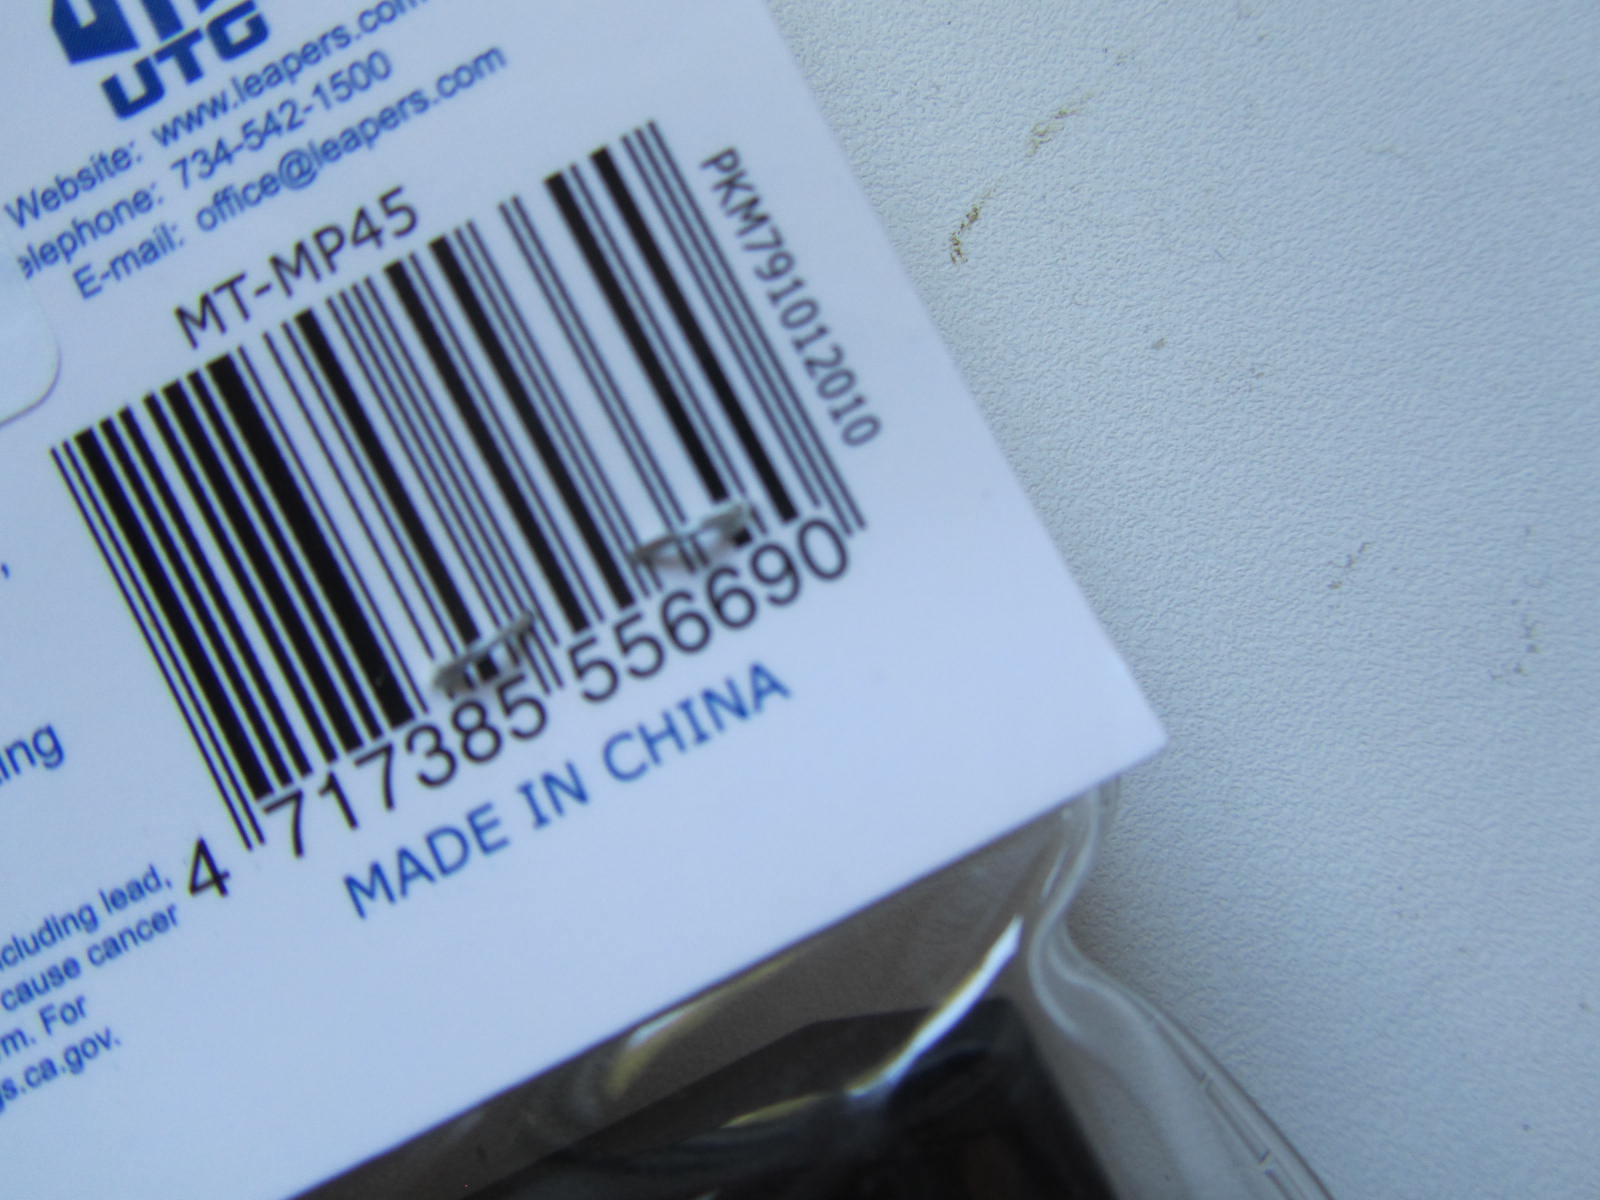 UTG
Website: www.leapers.com
elephone: 734-542-1500
E-mail: office@leapers.com
MT-MP45
PKM791012010
4 717385 556690
MADE IN CHINA
ing
cluding lead,
cause cancer
m. For
gs.ca.gov.